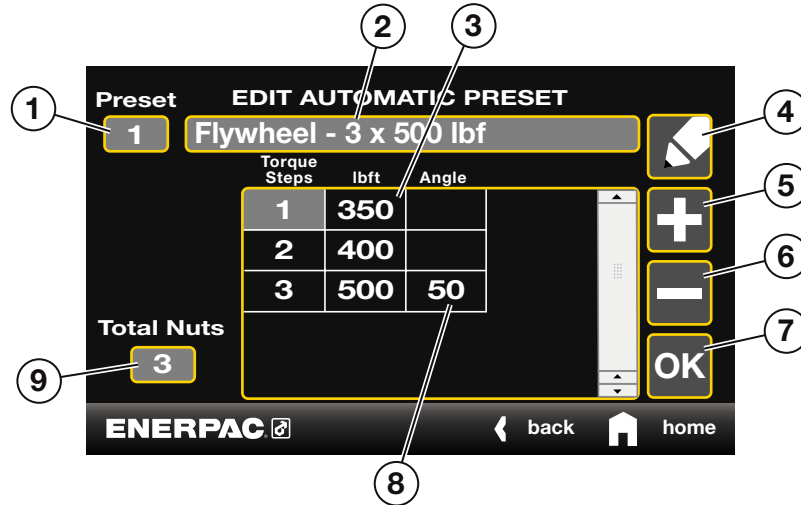 2 3
1 4
Preset EDIT AUTOMATIC PRESET
1 Flywheel - 3 x 500 lbf
Torque Steps lbft Angle
5
1 350
2 400
6
3 500 50
Total Nuts
7
3 OK
9
ENERPAC back home
8